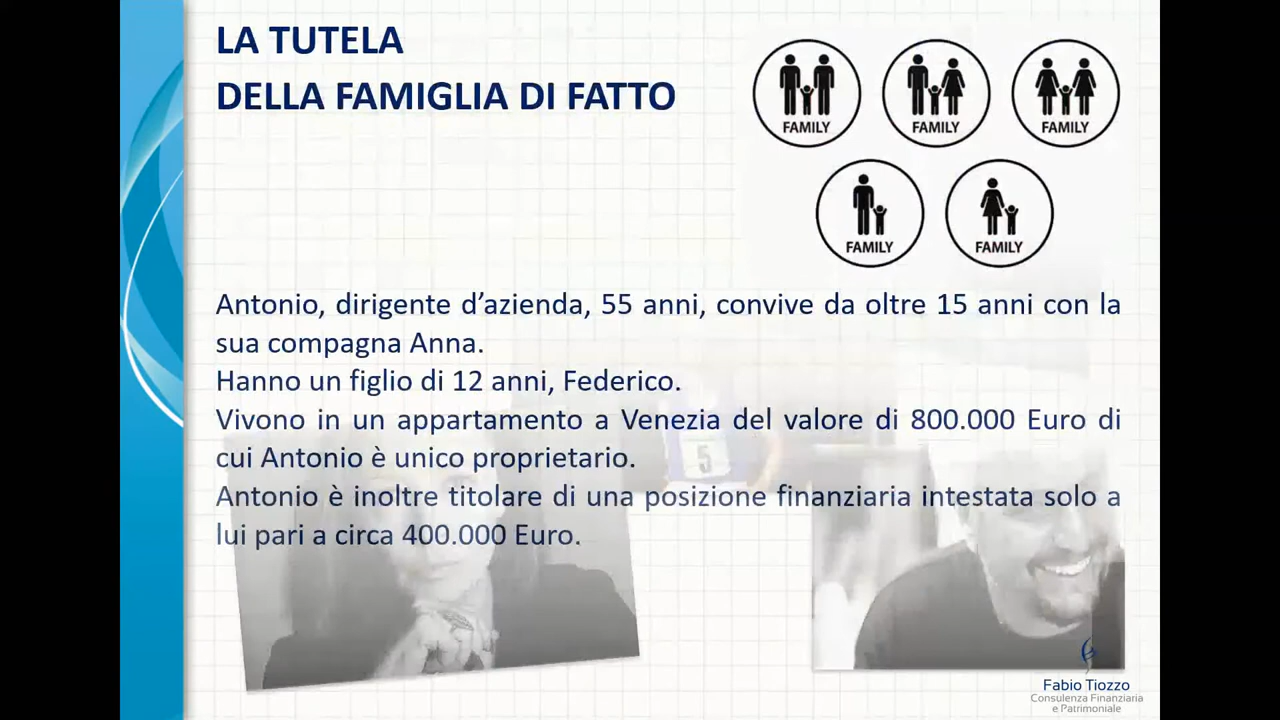 LA TUTELA
DELLA FAMIGLIA DI FATTO
FAMILY
FAMILY
FAMILY
FAMILY
FAMILY
Antonio, dirigente d’azienda, 55 anni, convive da oltre 15 anni con la
sua compagna Anna.
Hanno un figlio di 12 anni, Federico.
Vivono in un appartamento a Venezia del valore di 800.000 Euro di
cui Antonio è unico proprietario.
Antonio è inoltre titolare di una posizione finanziaria intestata solo a
lui pari a circa 400.000 Euro.
5
Fabio Tiozzo
Consulenza Finanziaria
e Patrimoniale